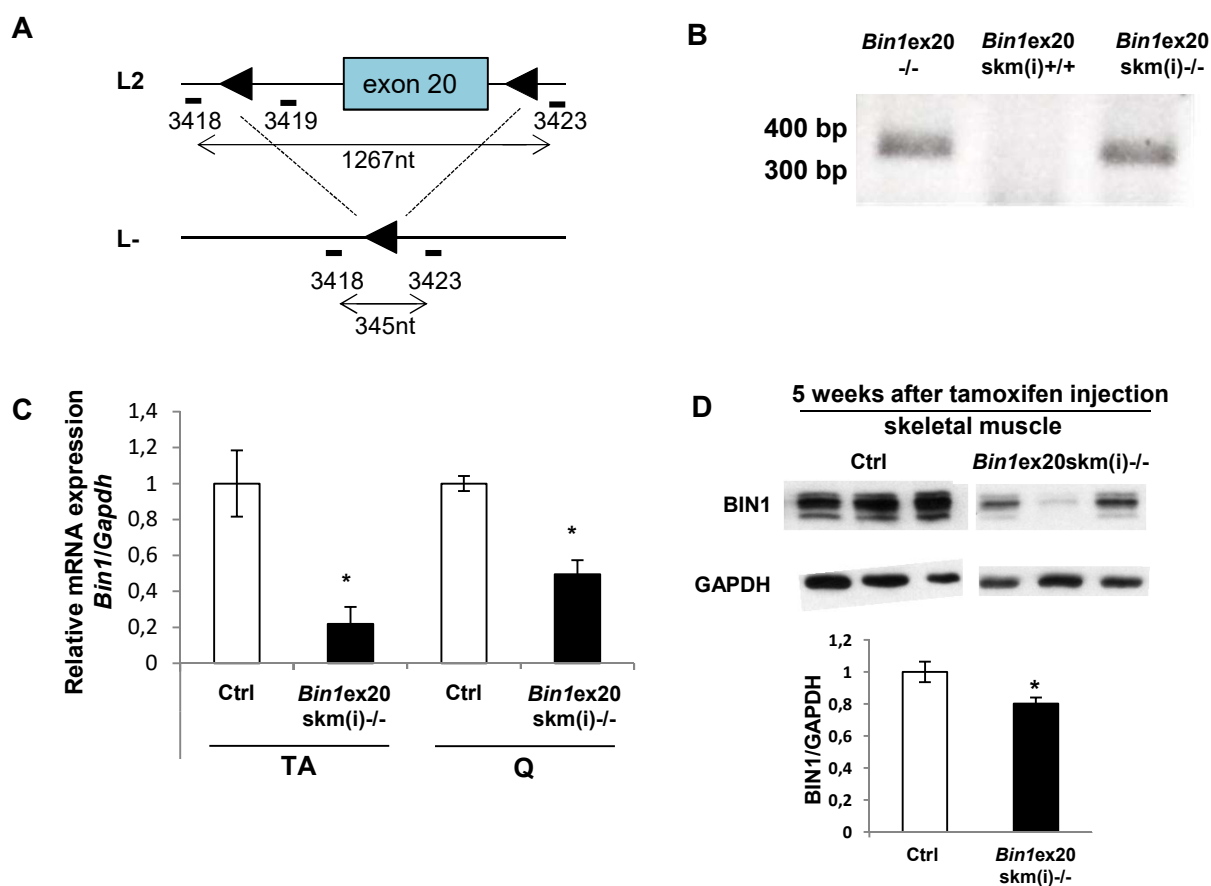 A
L2
exon 20
3418
3419
3423
1267nt
L-
3418
3423
345nt
B
Bin1ex20
-/-
Bin1ex20
skm(i)+/+
Bin1ex20
skm(i)-/-
400 bp
300 bp
C
Relative mRNA expression
Bin1/Gapdh
1,4
1,2
1
0,8
0,6
0,4
0,2
0
*
*
Ctrl
Bin1ex20
skm(i)-/-
Ctrl
Bin1ex20
skm(i)-/-
TA
Q
D
5 weeks after tamoxifen injection
skeletal muscle
Ctrl
Bin1ex20skm(i)-/-
BIN1
GAPDH
BIN1/GAPDH
1,2
1
0,8
0,6
0,4
0,2
0
*
Ctrl
Bin1ex20
skm(i)-/-